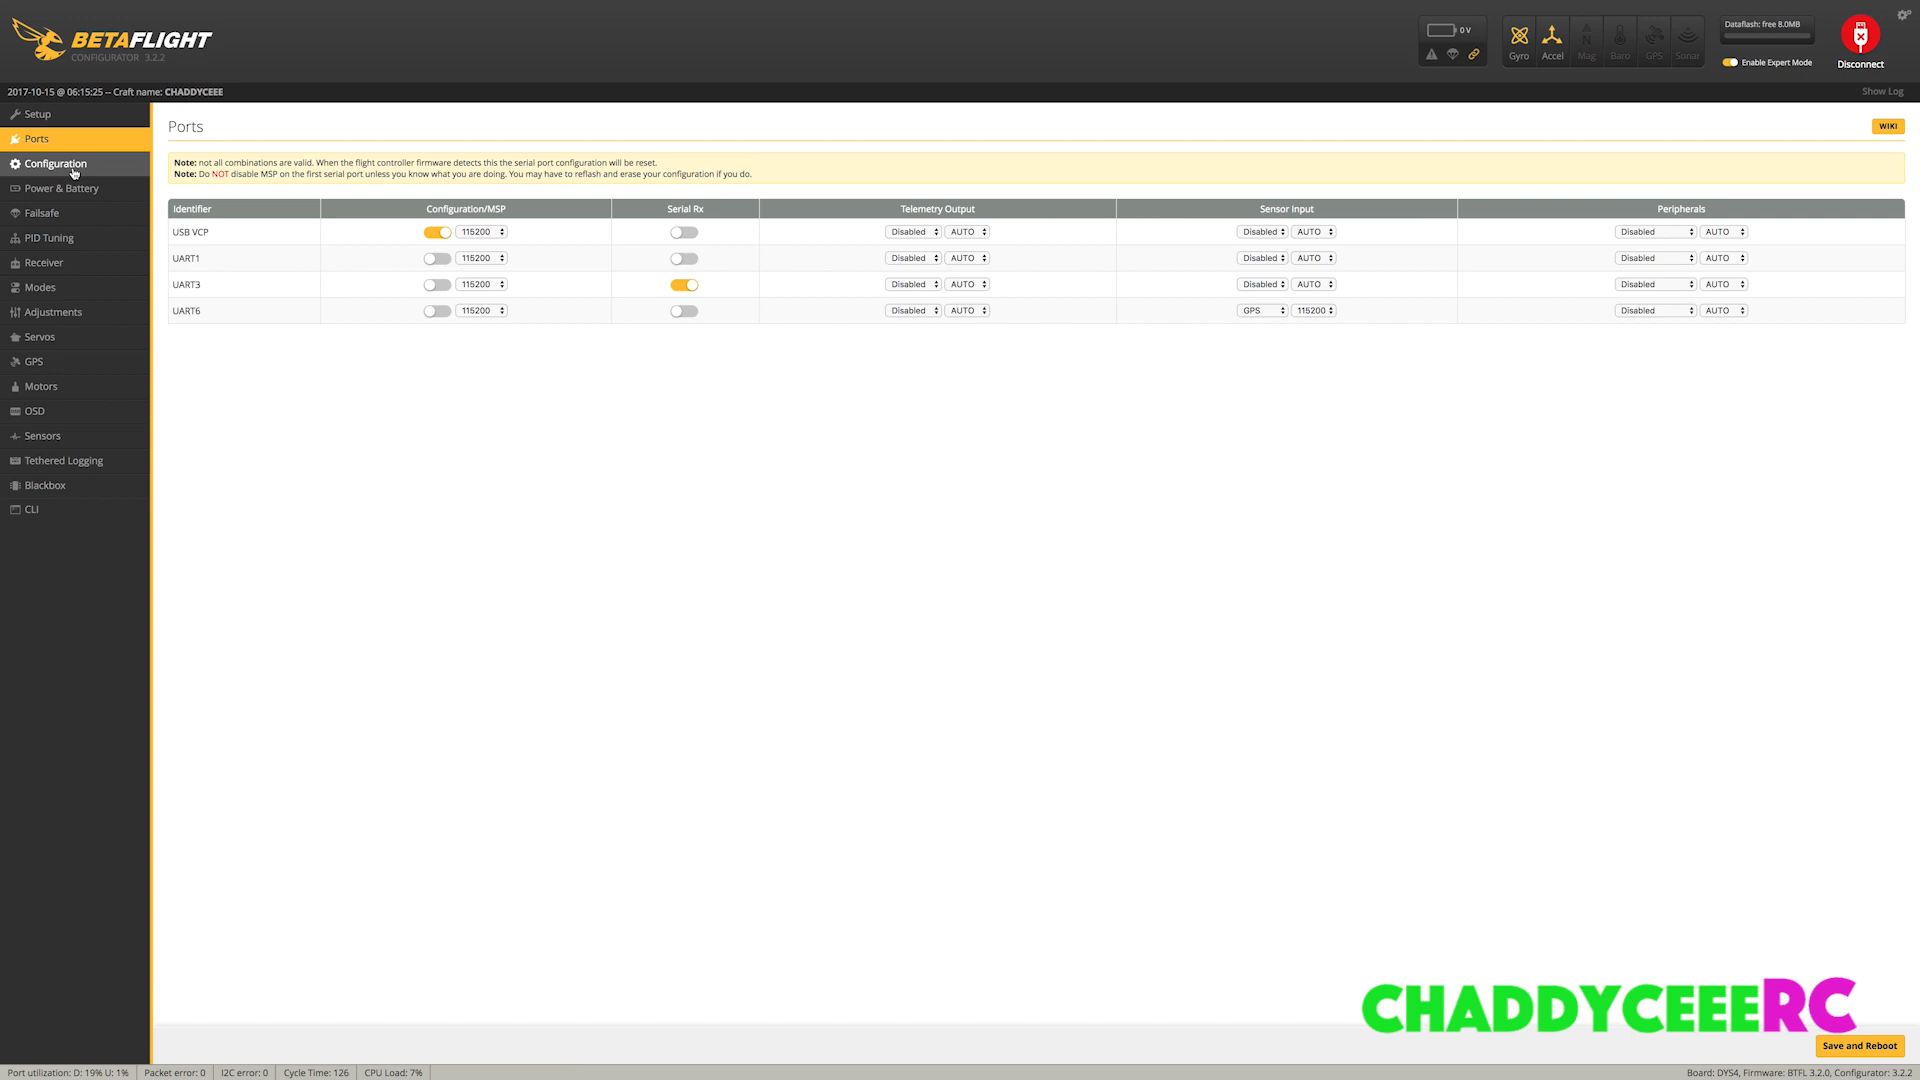 BETAFLIGHT
CONFIGURATOR 3.2.2
0 V
Gyro Accel Mag Baro GPS Sonar
Dataflash: free 8.0MB
Enable Expert Mode
Disconnect
2017-10-15 @ 06:15:25 -- Craft name: CHADDYCEEE
Show Log
Setup
Ports
Configuration
Power & Battery
Failsafe
PID Tuning
Receiver
Modes
Adjustments
Servos
GPS
Motors
OSD
Sensors
Tethered Logging
Blackbox
CLI
Ports
WIKI
Note: not all combinations are valid. When the flight controller firmware detects this the serial port configuration will be reset.
Note: Do NOT disable MSP on the first serial port unless you know what you are doing. You may have to reflash and erase your configuration if you do.
Identifier Configuration/MSP Serial Rx Telemetry Output Sensor Input Peripherals
USB VCP 115200 Disabled AUTO Disabled AUTO Disabled AUTO
UART1 115200 Disabled AUTO Disabled AUTO Disabled AUTO
UART3 115200 Disabled AUTO Disabled AUTO Disabled AUTO
UART6 115200 Disabled AUTO GPS 115200 Disabled AUTO
CHADDYCEEERC
Save and Reboot
Port utilization: D: 19% U: 1% Packet error: 0 I2C error: 0 Cycle Time: 126 CPU Load: 7%
Board: DYS4, Firmware: BTFL 3.2.0, Configurator: 3.2.2